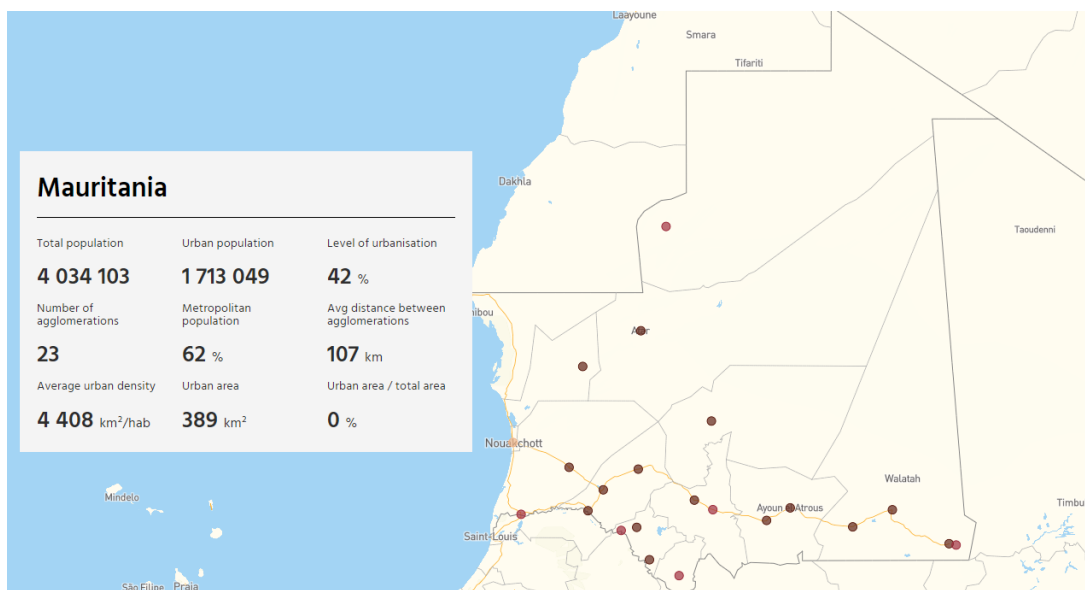 Laayoune
Smara
Tifariti
Mauritania
Dakhla
Total population
Urban population
Level of urbanisation
4 034 103
1 713 049
42 %
Taoudenni
Number of agglomerations
Metropolitan population
Avg distance between agglomerations
hibou
Atar
23
62 %
107 km
Average urban density
Urban area
Urban area / total area
4 408 km²/hab
389 km²
0 %
Nouakchott
Walatah
Mindelo
Ayoun el Atrous
Timbu
Saint-Louis
São Filipe
Praia